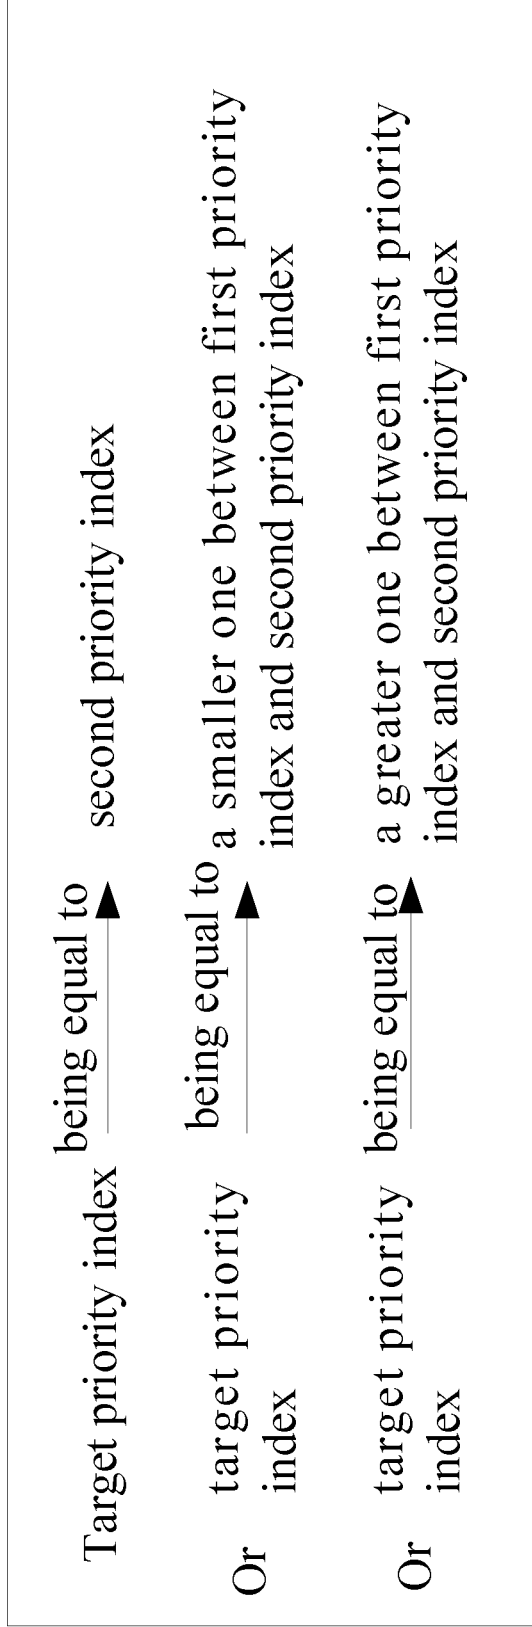 Target priority index being equal to second priority index
Or target priority index being equal to a smaller one between first priority index and second priority index
Or target priority index being equal to a greater one between first priority index and second priority index